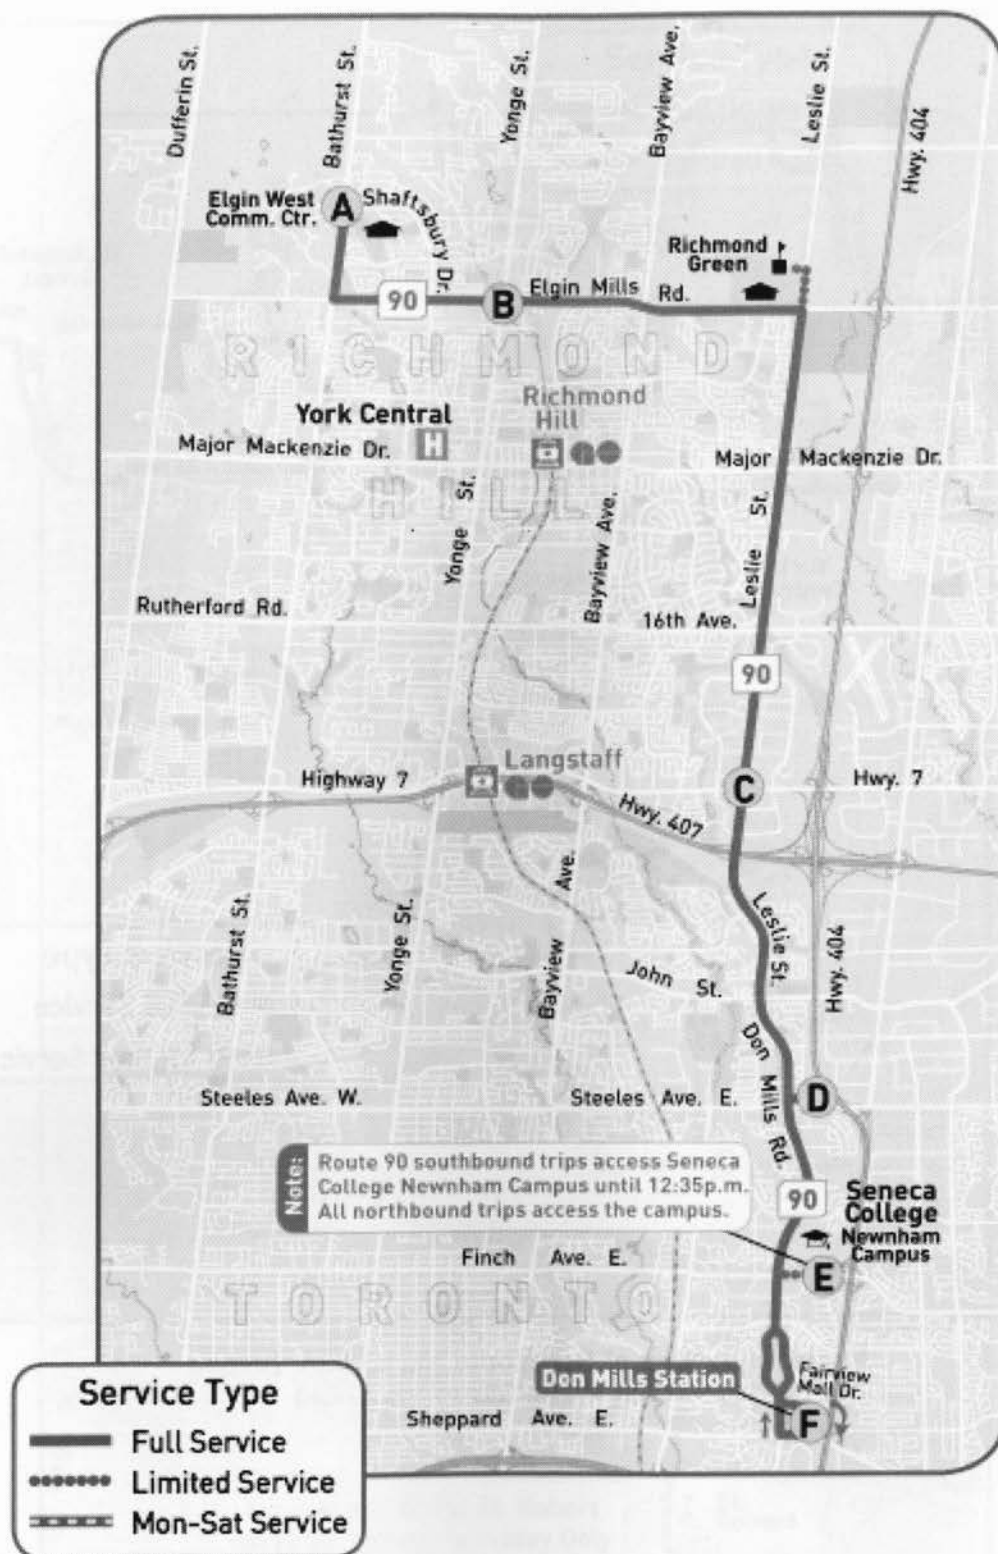 Dufferin St.
Bathurst St.
Yonge St.
Bayview Ave.
Leslie St.
Hwy. 404
Elgin West
Comm. Ctr.
A
Shaftsbury Dr.
Richmond
Green
90
B
Elgin Mills Rd.
RICHMOND
York Central
H
Richmond
Hill
Major Mackenzie Dr.
Major Mackenzie Dr.
HILL
Yonge St.
Bayview Ave.
Leslie St.
Rutherford Rd.
16th Ave.
90
Langstaff
Highway 7
C
Hwy. 7
Hwy. 407
Bathurst St.
Yonge St.
Bayview Ave.
Leslie St.
Hwy. 404
John St.
Don Mills Rd.
Steeles Ave. W.
Steeles Ave. E.
D
Note:
Route 90 southbound trips access Seneca
College Newnham Campus until 12:35p.m.
All northbound trips access the campus.
90
Seneca
College
Newnham
Campus
Finch Ave. E.
E
TORONTO
Don Mills Station
Fairview
Mall Dr.
Sheppard Ave. E.
F
Service Type
Full Service
Limited Service
Mon-Sat Service